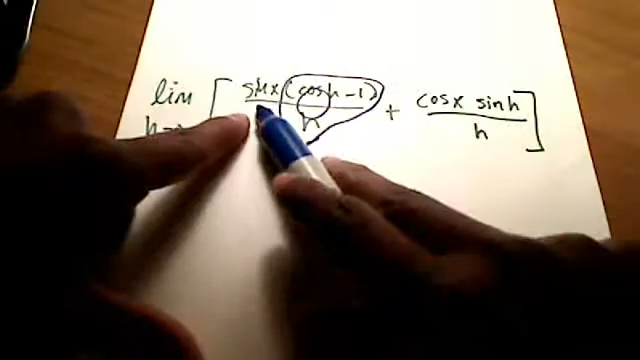 lim [ sinx (cosh - 1) + cosx sinh ]
h h h